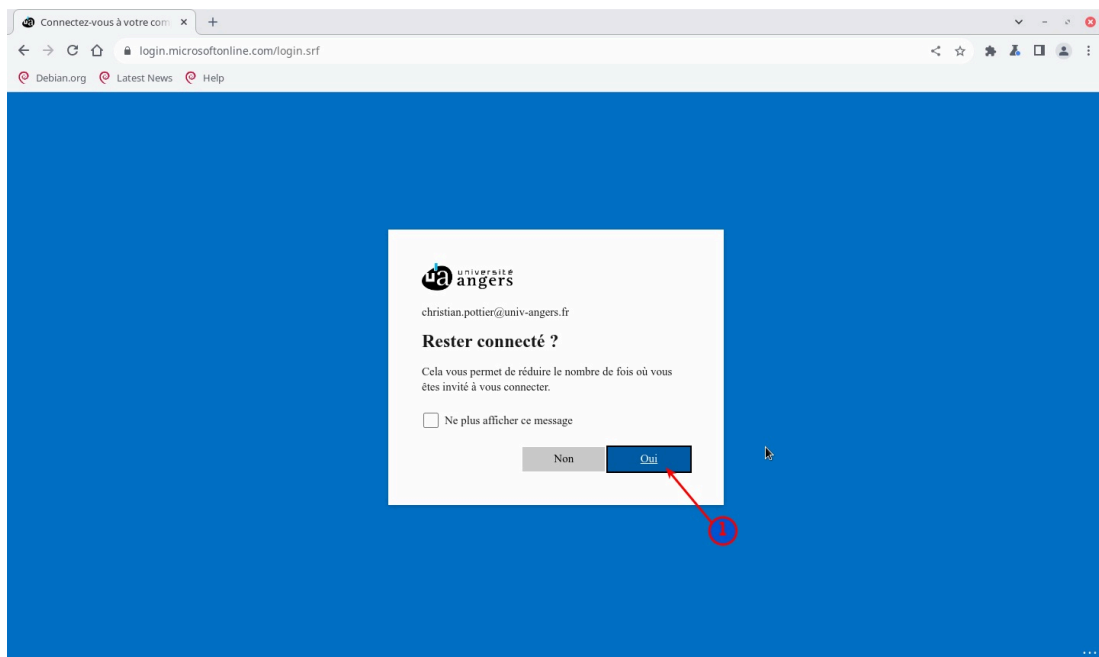 Connectez-vous à votre com
login.microsoftonline.com/login.srf
Debian.org Latest News Help
ua université
angers
christian.pottier@univ-angers.fr
Rester connecté ?
Cela vous permet de réduire le nombre de fois où vous
êtes invité à vous connecter.
Ne plus afficher ce message
Non Oui
1